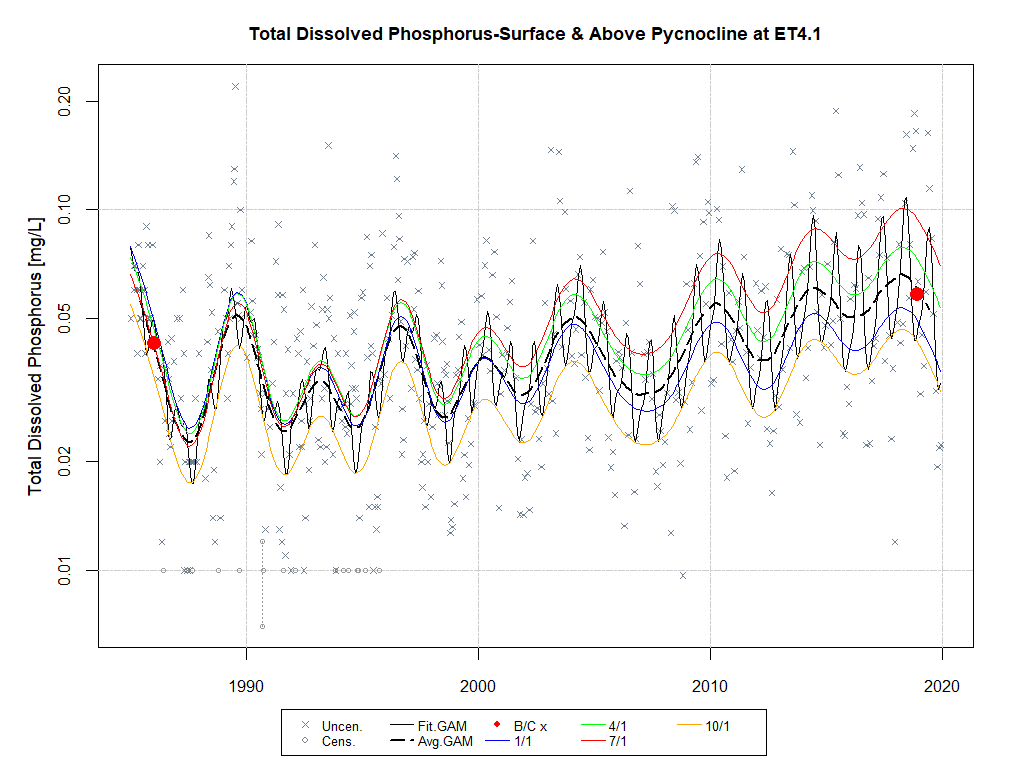 Total Dissolved Phosphorus-Surface & Above Pycnocline at ET4.1
Total Dissolved Phosphorus [mg/L]
0.20
0.10
0.05
0.02
0.01
1990 2000 2010 2020
Uncen. Fit.GAM B/C x 4/1 10/1
Cens. Avg.GAM 1/1 7/1